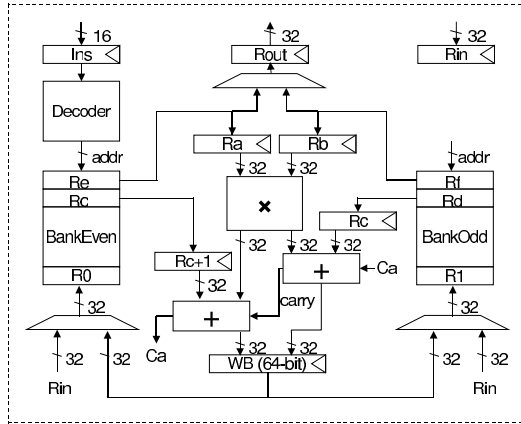 16
32
32
Ins
Rout
Rin
Decoder
addr
Ra
Rb
addr
32
32
Re
Rf
Rc
×
Rd
Rc
BankEven
BankOdd
32
32
32
Rc+1
+
Ca
R0
R1
32
carry
32
+
32
Ca
32
32
32
32
WB (64-bit)
32
32
Rin
Rin